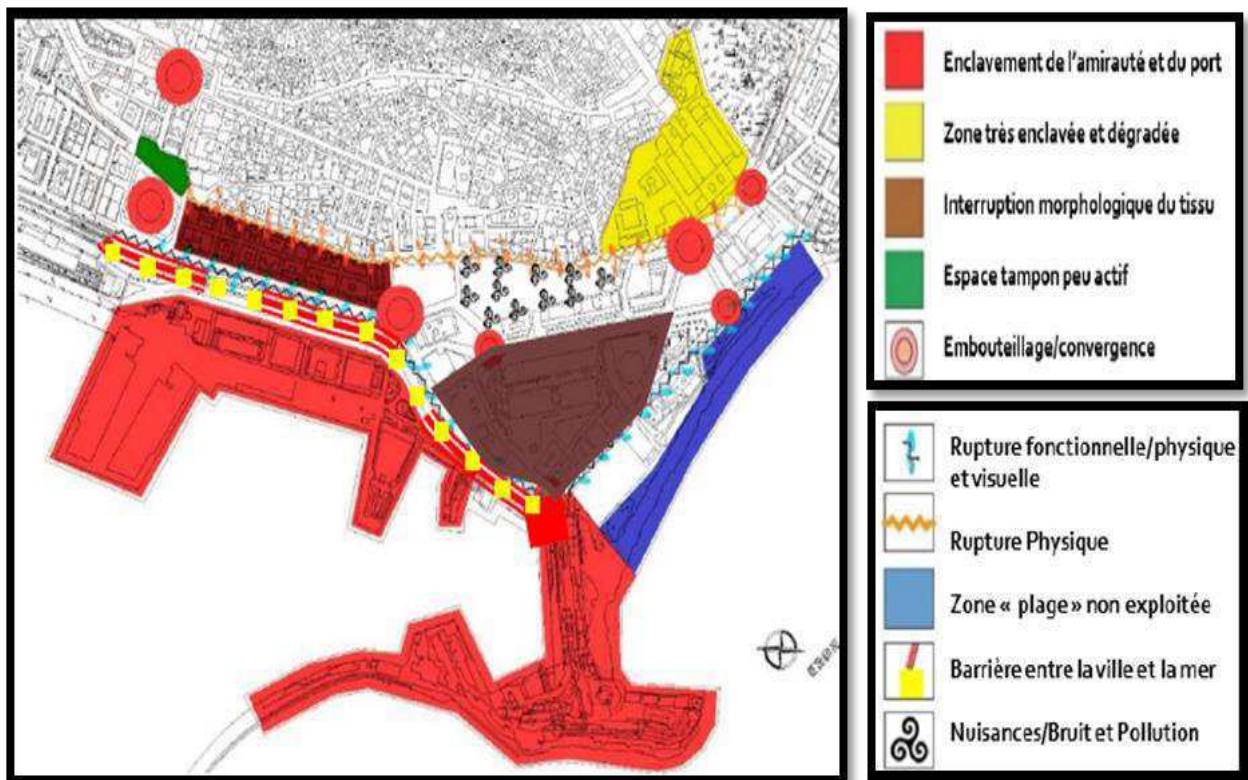 Enclavement de l'amirauté et du port
Zone très enclavée et dégradée
Interruption morphologique du tissu
Espace tampon peu actif
Embouteillage/convergence
Rupture fonctionnelle/physique
et visuelle
Rupture Physique
Zone « plage » non exploitée
Barrière entre la ville et la mer
Nuisances/Bruit et Pollution